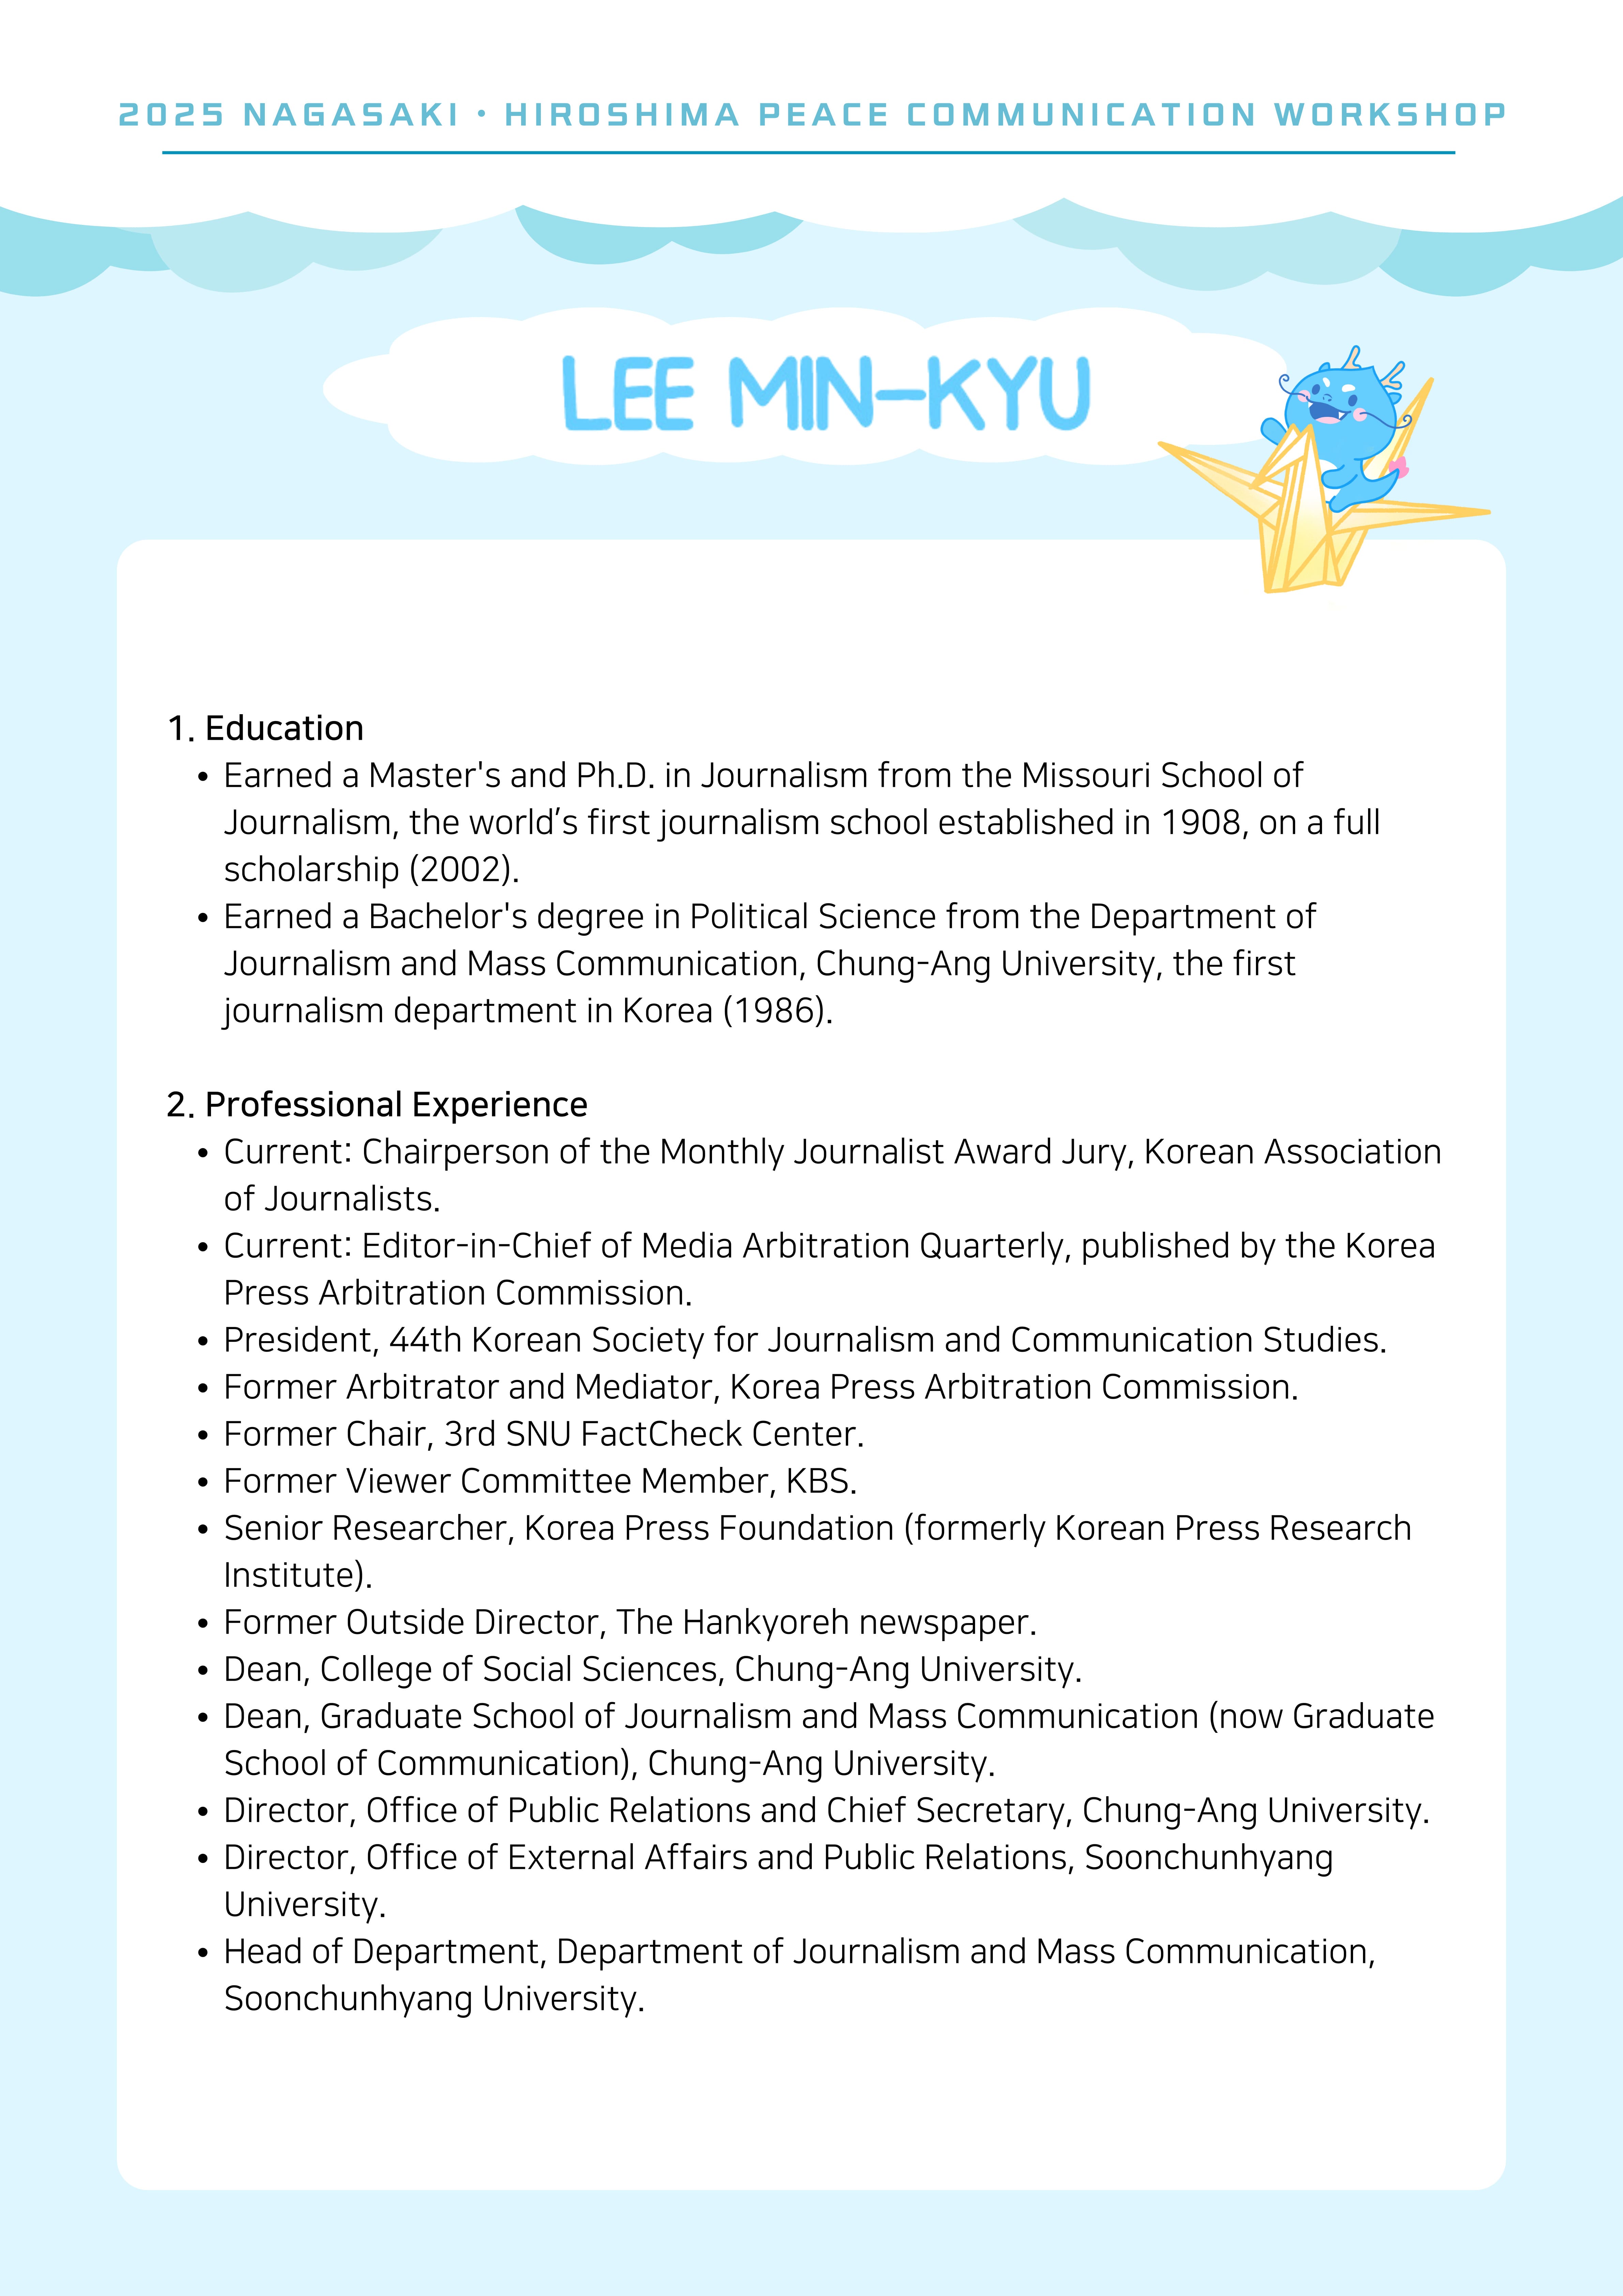 2025 NAGASAKI · HIROSHIMA PEACE COMMUNICATION WORKSHOP
LEE MIN-KYU
1. Education
• Earned a Master's and Ph.D. in Journalism from the Missouri School of
Journalism, the world’s first journalism school established in 1908, on a full
scholarship (2002).
• Earned a Bachelor's degree in Political Science from the Department of
Journalism and Mass Communication, Chung-Ang University, the first
journalism department in Korea (1986).
2. Professional Experience
• Current: Chairperson of the Monthly Journalist Award Jury, Korean Association
of Journalists.
• Current: Editor-in-Chief of Media Arbitration Quarterly, published by the Korea
Press Arbitration Commission.
• President, 44th Korean Society for Journalism and Communication Studies.
• Former Arbitrator and Mediator, Korea Press Arbitration Commission.
• Former Chair, 3rd SNU FactCheck Center.
• Former Viewer Committee Member, KBS.
• Senior Researcher, Korea Press Foundation (formerly Korean Press Research
Institute).
• Former Outside Director, The Hankyoreh newspaper.
• Dean, College of Social Sciences, Chung-Ang University.
• Dean, Graduate School of Journalism and Mass Communication (now Graduate
School of Communication), Chung-Ang University.
• Director, Office of Public Relations and Chief Secretary, Chung-Ang University.
• Director, Office of External Affairs and Public Relations, Soonchunhyang
University.
• Head of Department, Department of Journalism and Mass Communication,
Soonchunhyang University.